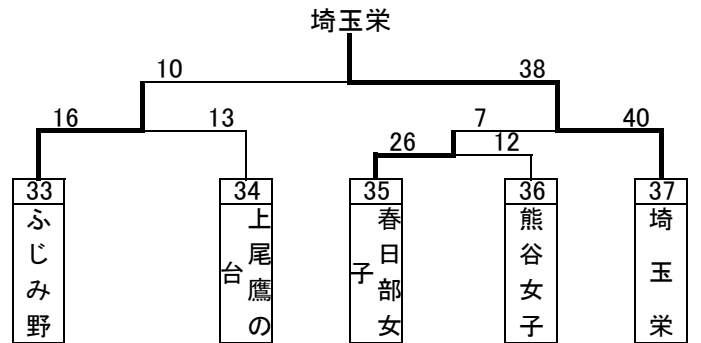 埼玉栄
10 38
16 13 7 40
26 12
33 34 35 36 37
ふじみ野
上尾鷹の台
春日部女子
熊谷女子
埼玉栄